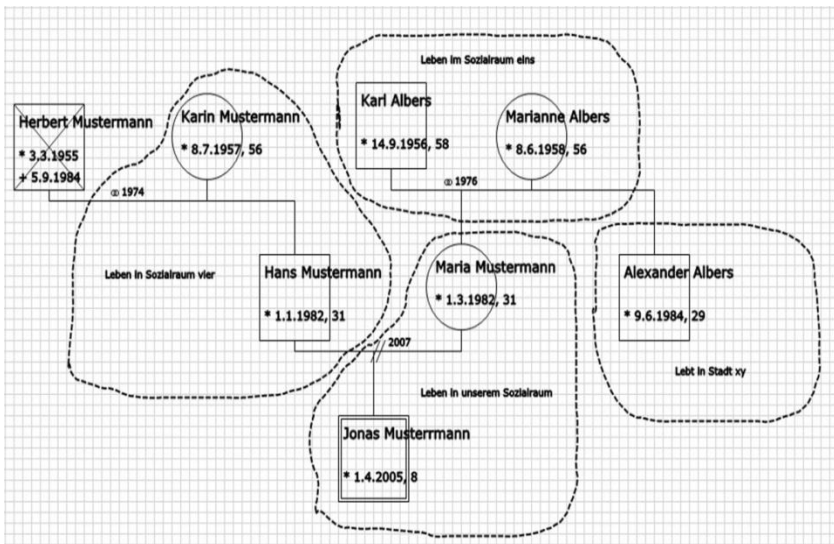 Leben im Sozialraum eins
Karl Albers
* 14.9.1956, 58
Marianne Albers
* 8.6.1958, 56
Herbert Mustermann
* 3.3.1955
+ 5.9.1984
Karin Mustermann
* 8.7.1957, 56
⚭ 1974
⚭ 1976
Leben in Sozialraum vier
Hans Mustermann
* 1.1.1982, 31
Maria Mustermann
* 1.3.1982, 31
Alexander Albers
* 9.6.1984, 29
2007
Lebt in Stadt xy
Leben in unserem Sozialraum
Jonas Musterrmann
* 1.4.2005, 8